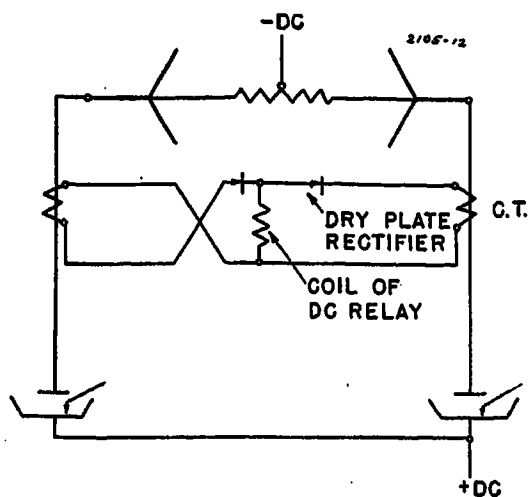 -DC
2105-12
C.T.
DRY PLATE
RECTIFIER
COIL OF
DC RELAY
+DC